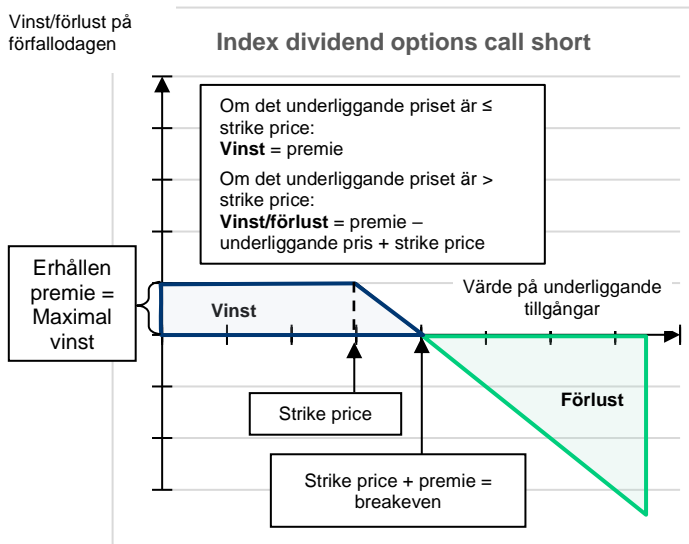 Vinst/förlust på
förfallodagen
Index dividend options call short
Om det underliggande priset är ≤
strike price:
Vinst = premie
Om det underliggande priset är >
strike price:
Vinst/förlust = premie –
underliggande pris + strike price
Erhållen
premie =
Maximal
vinst
Vinst
Värde på underliggande
tillgångar
Strike price
Förlust
Strike price + premie =
breakeven